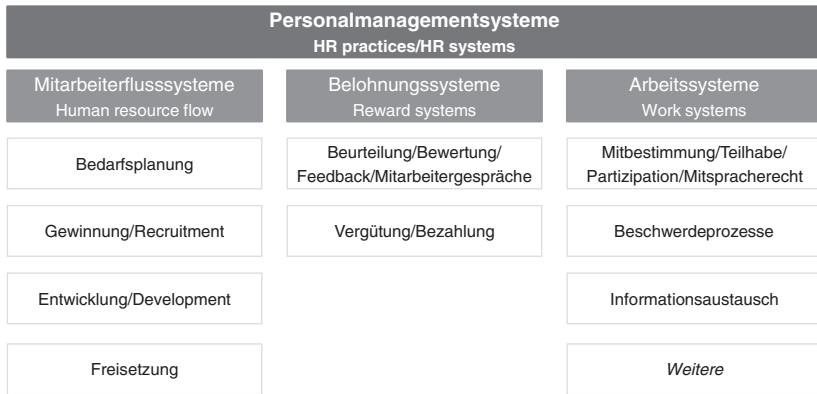 Personalmanagementsysteme
HR practices/HR systems
Mitarbeiterflusssysteme
Human resource flow
Bedarfsplanung
Gewinnung/Recruitment
Entwicklung/Development
Freisetzung
Belohnungssysteme
Reward systems
Beurteilung/Bewertung/
Feedback/Mitarbeitergespräche
Vergütung/Bezahlung
Arbeitssysteme
Work systems
Mitbestimmung/Teilhabe/
Partizipation/Mitspracherecht
Beschwerdeprozesse
Informationsaustausch
Weitere